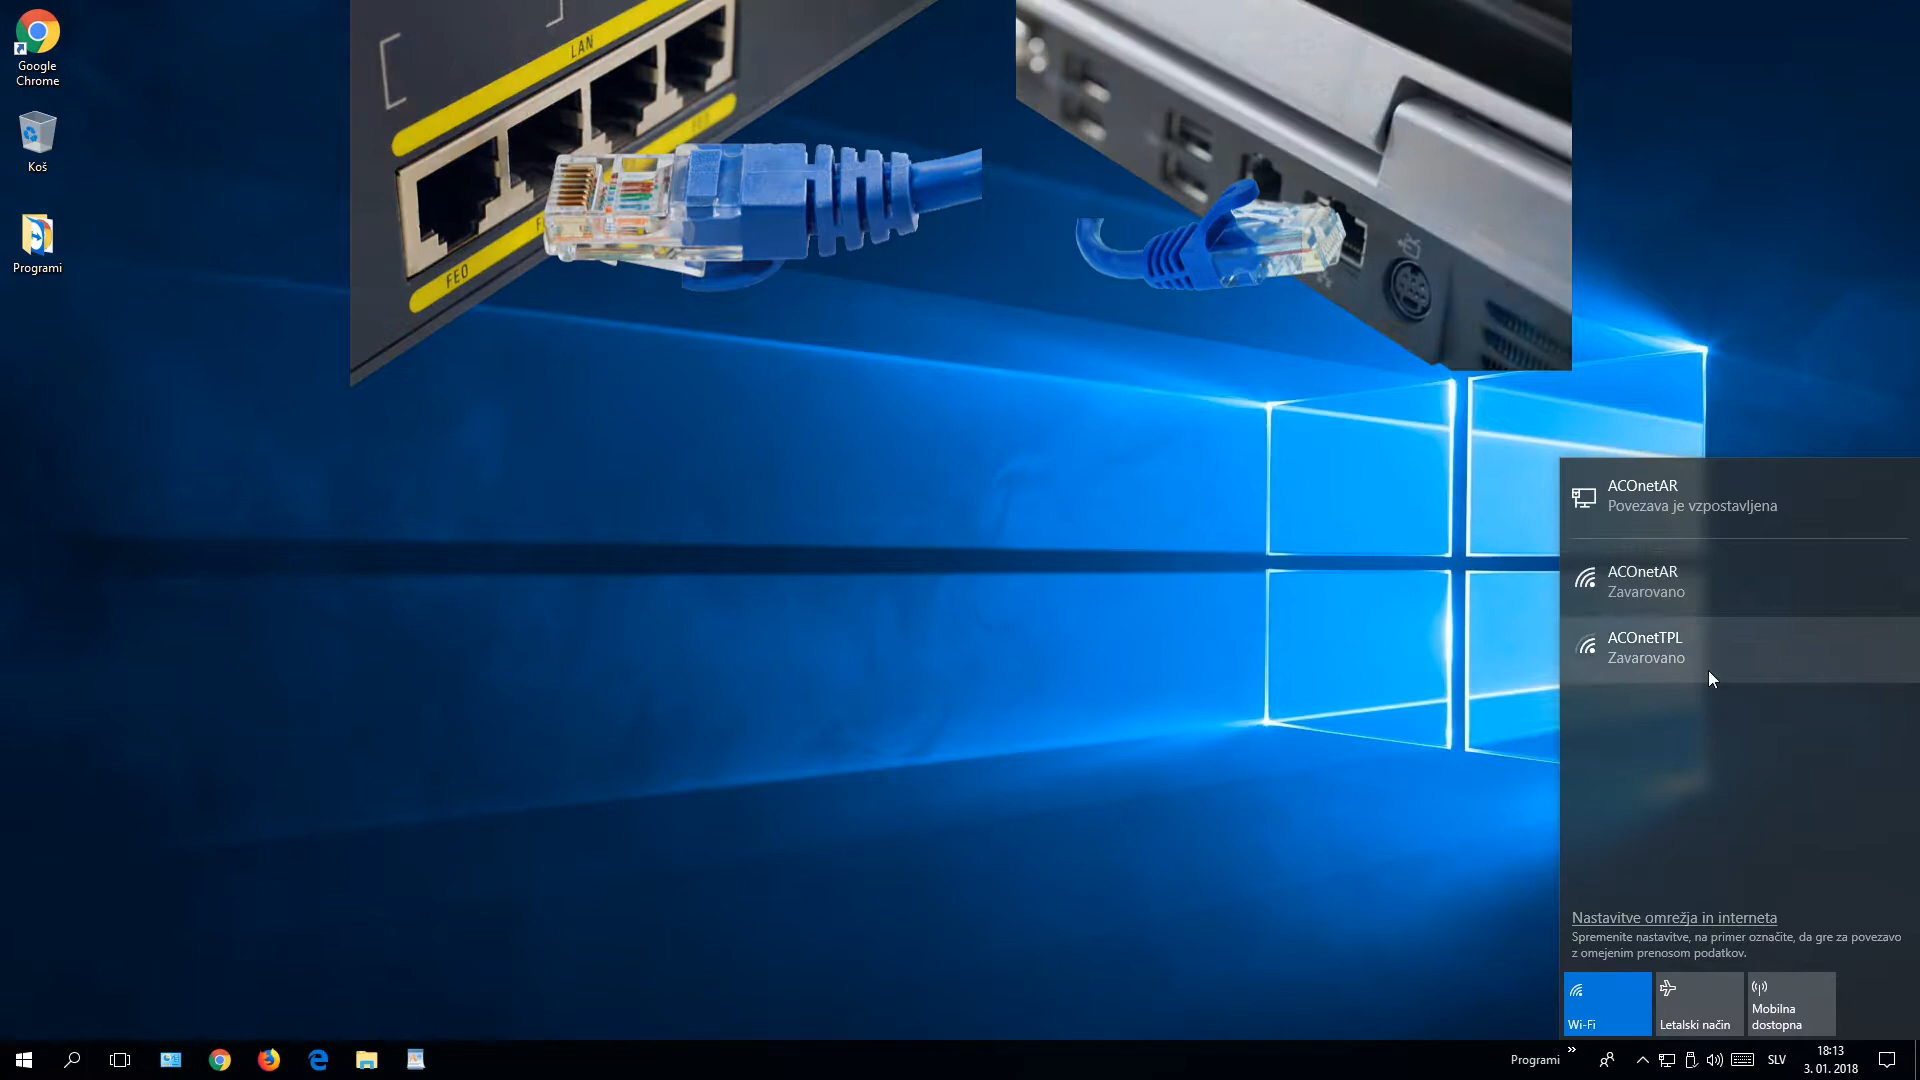 Google
Chrome
Koš
Programi
LAN
FE0
ACOnetAR
Povezava je vzpostavljena
ACOnetAR
Zavarovano
ACOnetTPL
Zavarovano
Nastavitve omrežja in interneta
Spremenite nastavitve, na primer označite, da gre za povezavo
z omejenim prenosom podatkov.
Wi-Fi
Letalski način
Mobilna
dostopna
Programi
SLV
18:13
3. 01. 2018